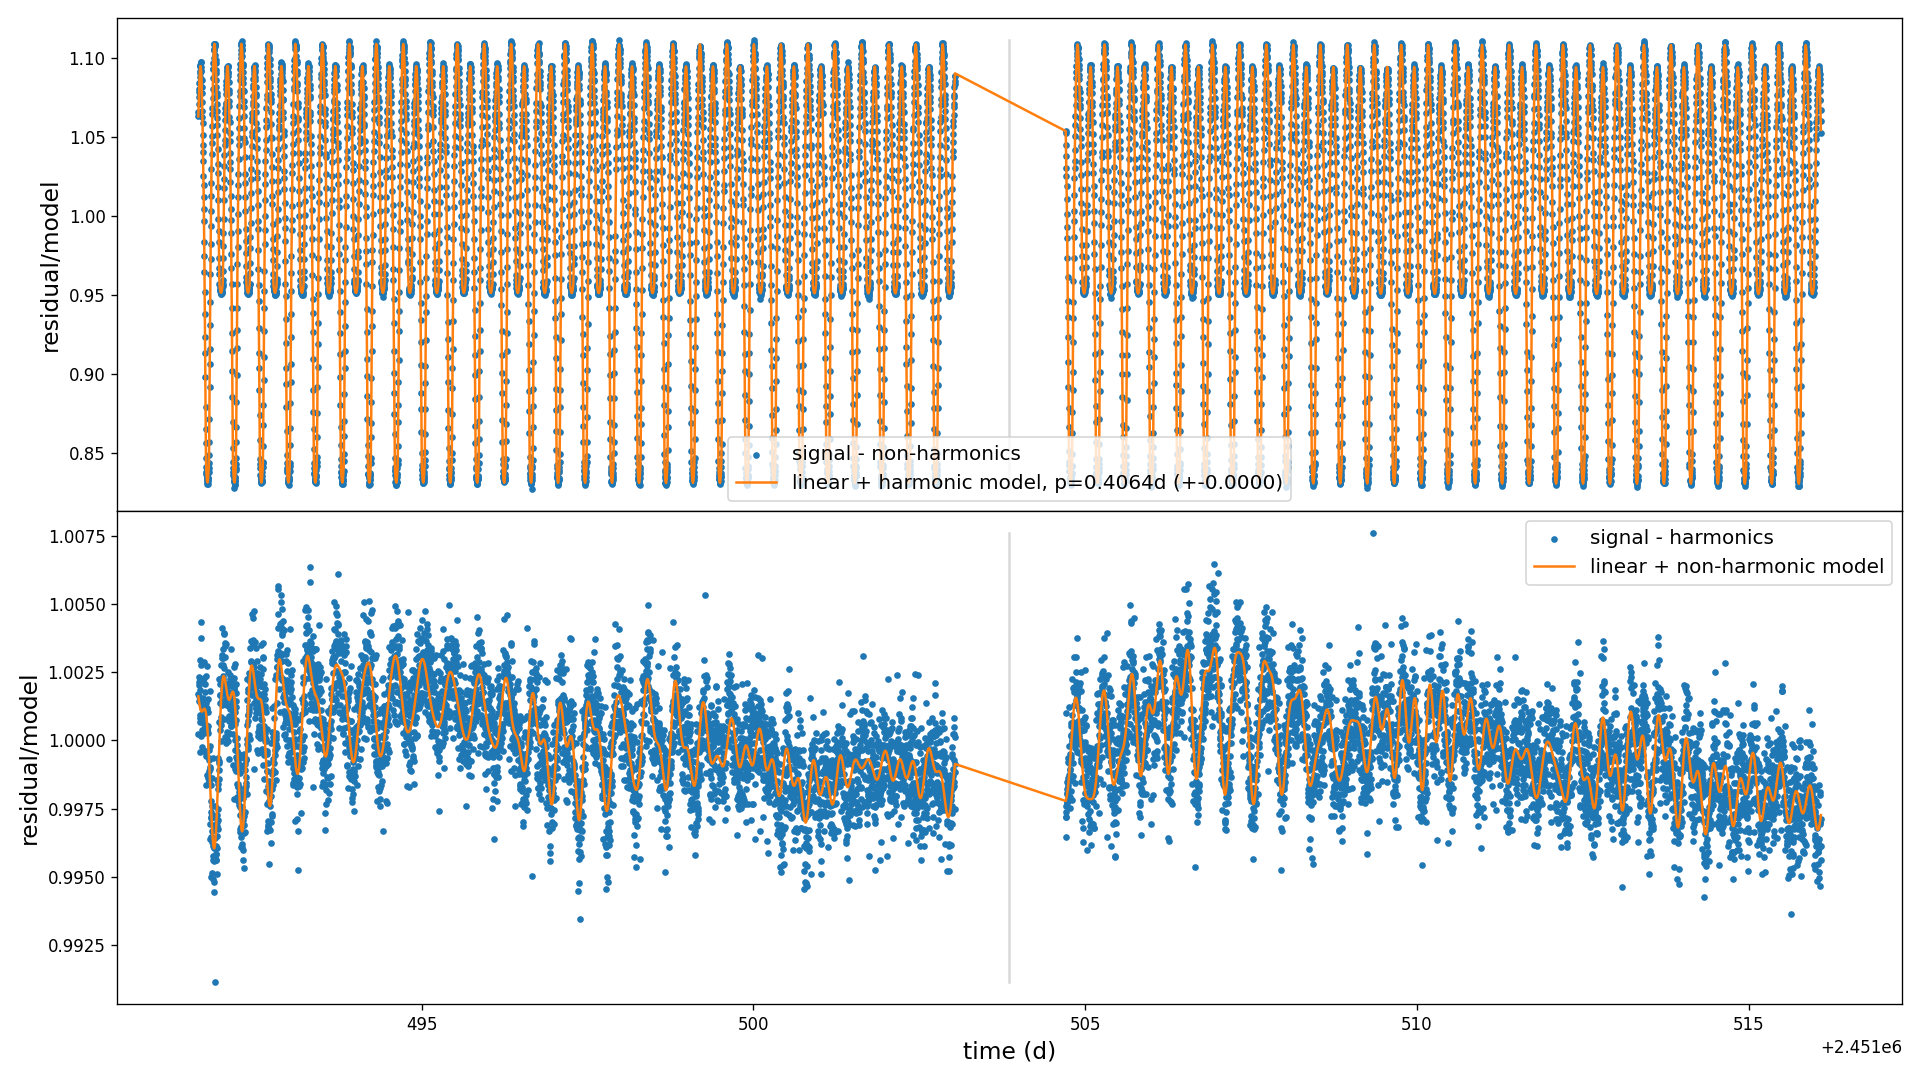 1.10
1.05
1.00
0.95
0.90
0.85
residual/model
signal - non-harmonics
linear + harmonic model, p=0.4064d (+-0.0000)
1.0075
1.0050
1.0025
1.0000
0.9975
0.9950
0.9925
residual/model
signal - harmonics
linear + non-harmonic model
495
500
505
510
515
time (d)
+2.451e6